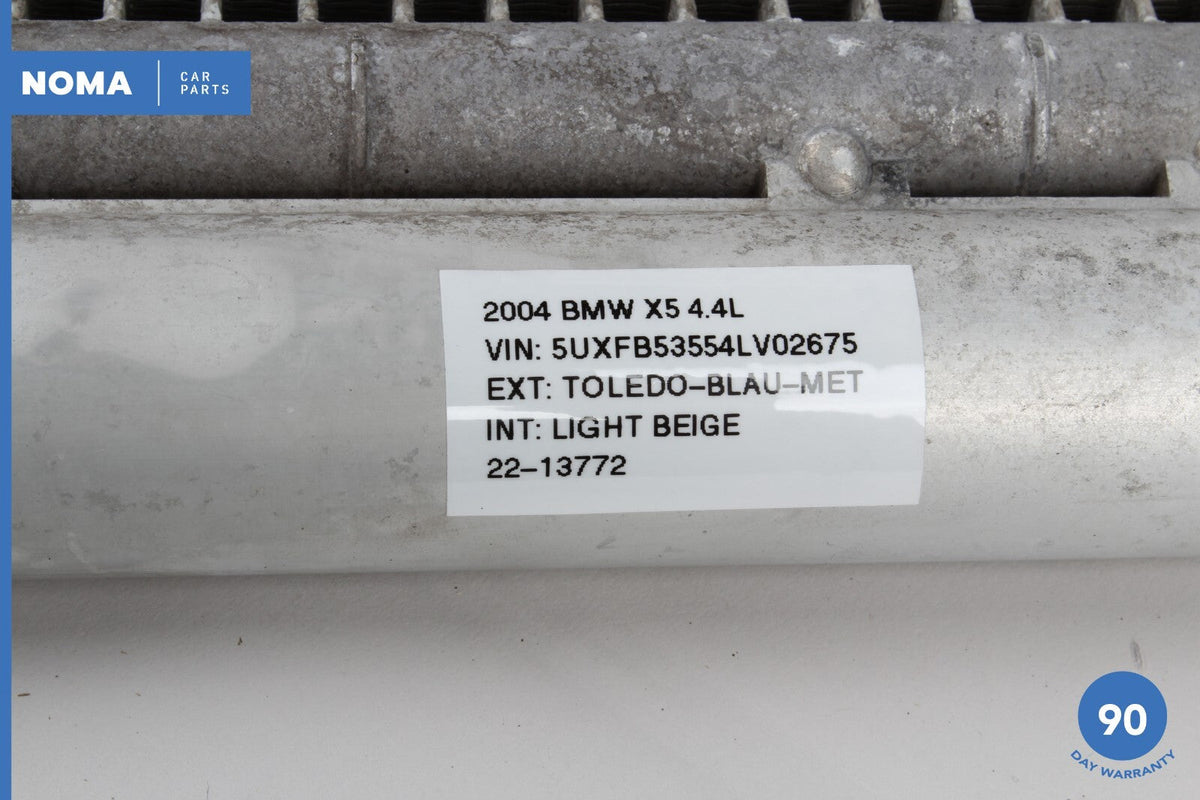 NOMA
CAR
PARTS
2004 BMW X5 4.4L
VIN: 5UXFB53554LV02675
EXT: TOLEDO-BLAU-MET
INT: LIGHT BEIGE
22-13772
90
DAY WARRANTY